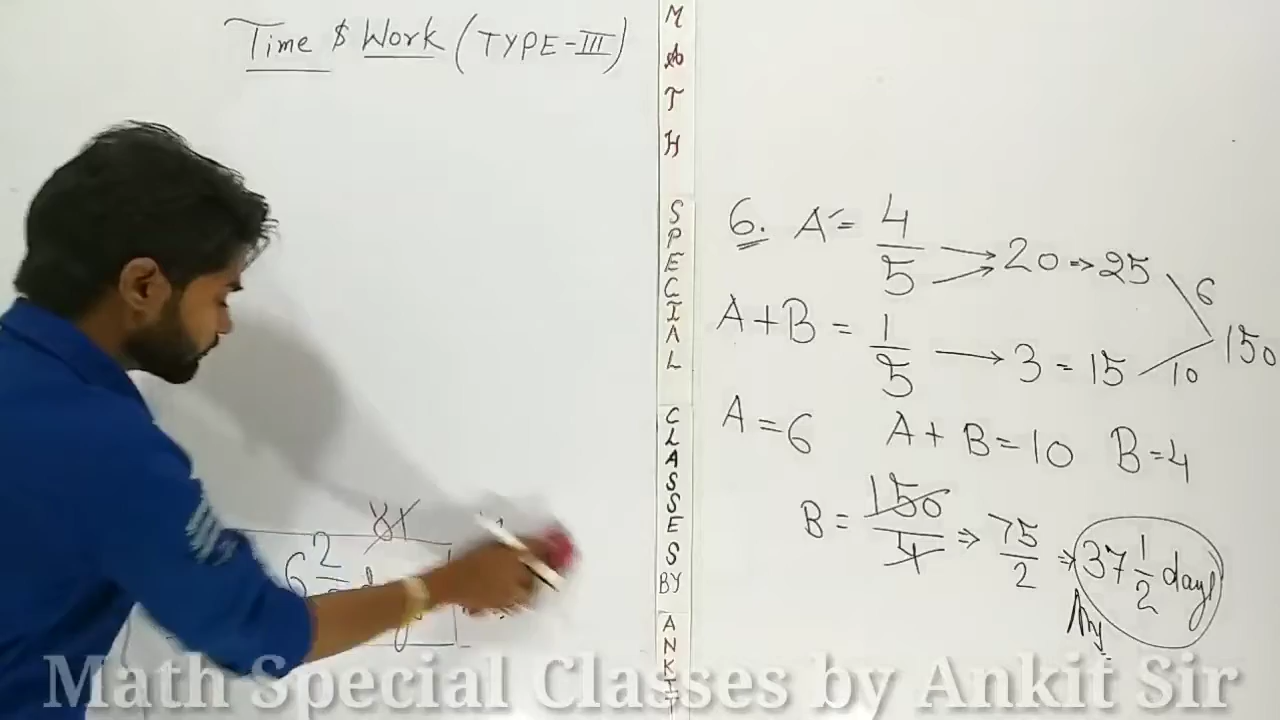 Time $ Work (TYPE-III)
MATH SPECIAL CLASSES BY ANKIT
6. A = 4/5 → 20 → 25 6
A+B = 1/5 → 3 = 15 10 150
A = 6 A + B = 10 B = 4
B = 150/4 ⇒ 75/2 ⇒ 37 1/2 days
Ans.
81
6 2
Math Special Classes by Ankit Sir